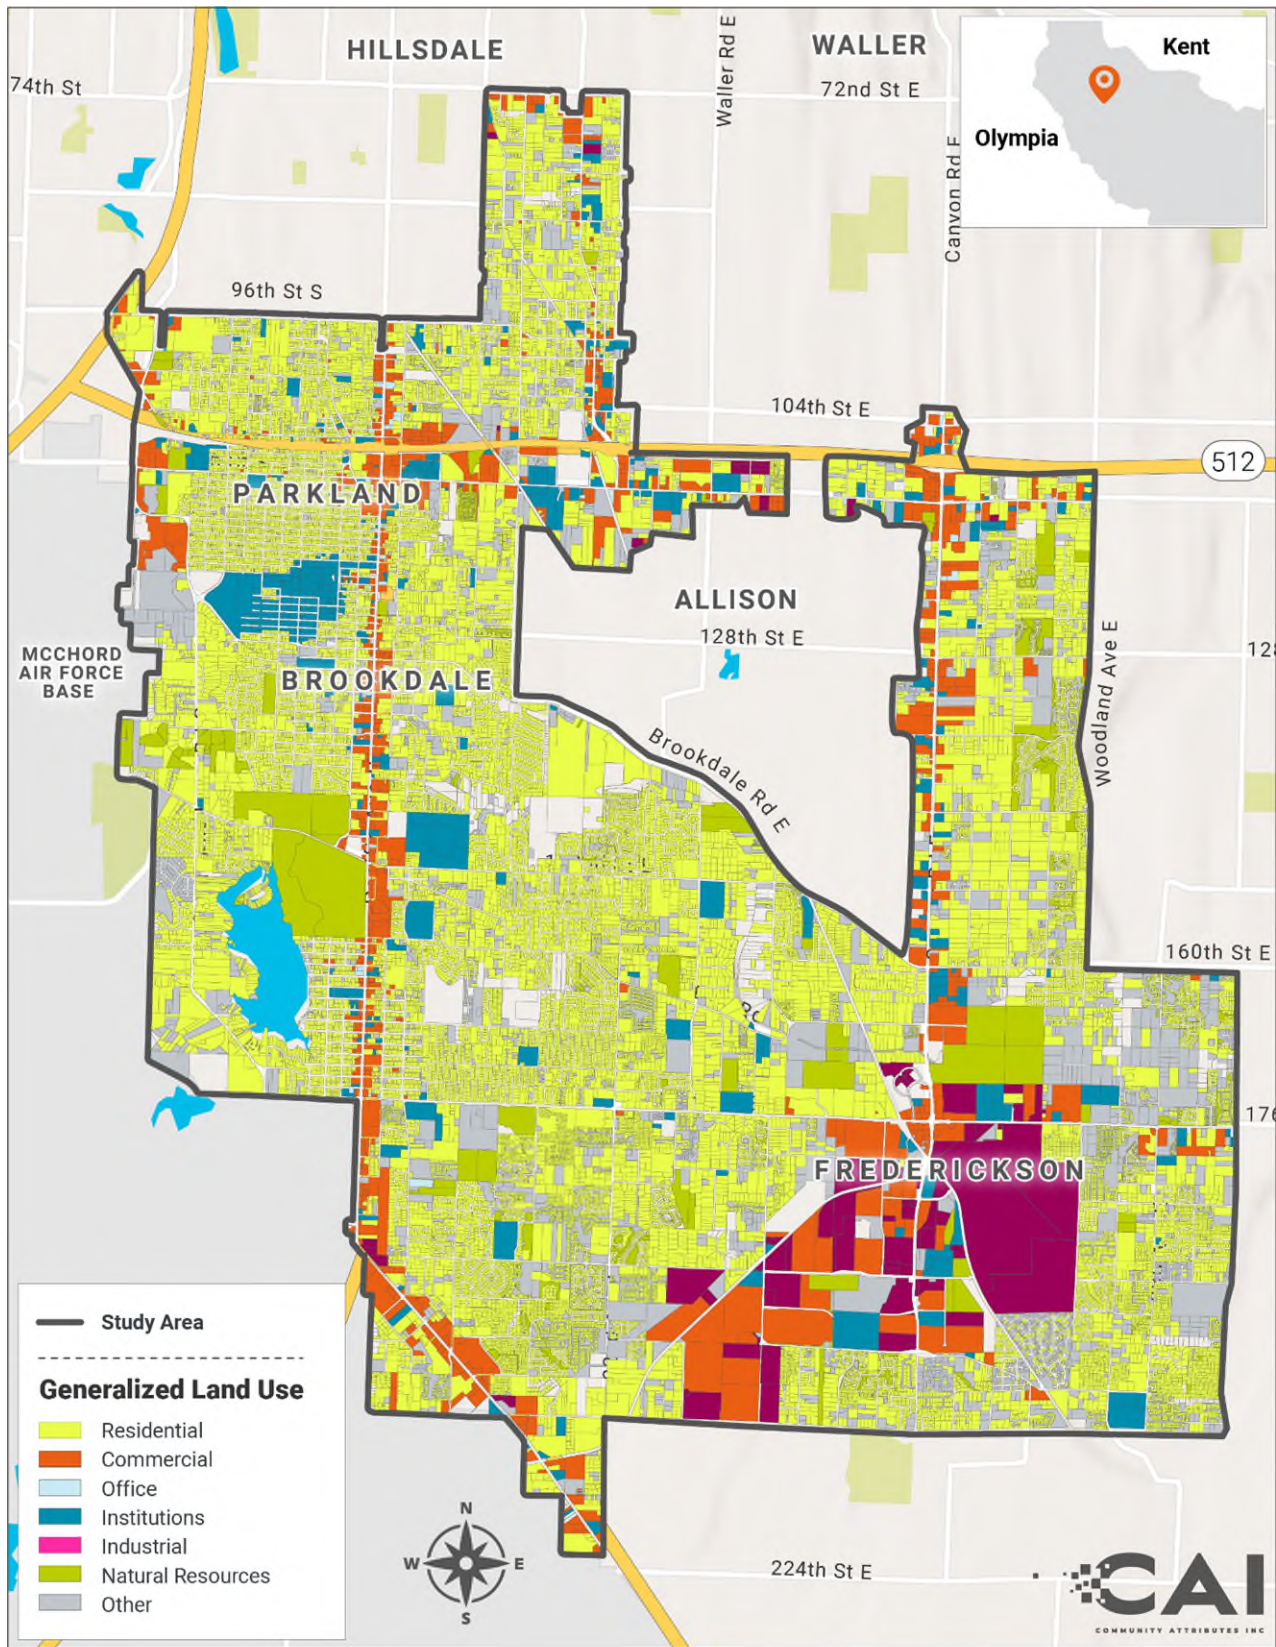 HILLSDALE
WALLER
Waller Rd E
74th St
72nd St E
Kent
Olympia
Canyon Rd E
96th St S
104th St E
512
PARKLAND
ALLISON
128th St E
MCCHORD
AIR FORCE
BASE
BROOKDALE
Woodland Ave E
Brookdale Rd E
160th St E
FREDERICKSON
Study Area
Generalized Land Use
Residential
Commercial
Office
Institutions
Industrial
Natural Resources
Other
N
W
E
S
224th St E
CAI
COMMUNITY ATTRIBUTES INC